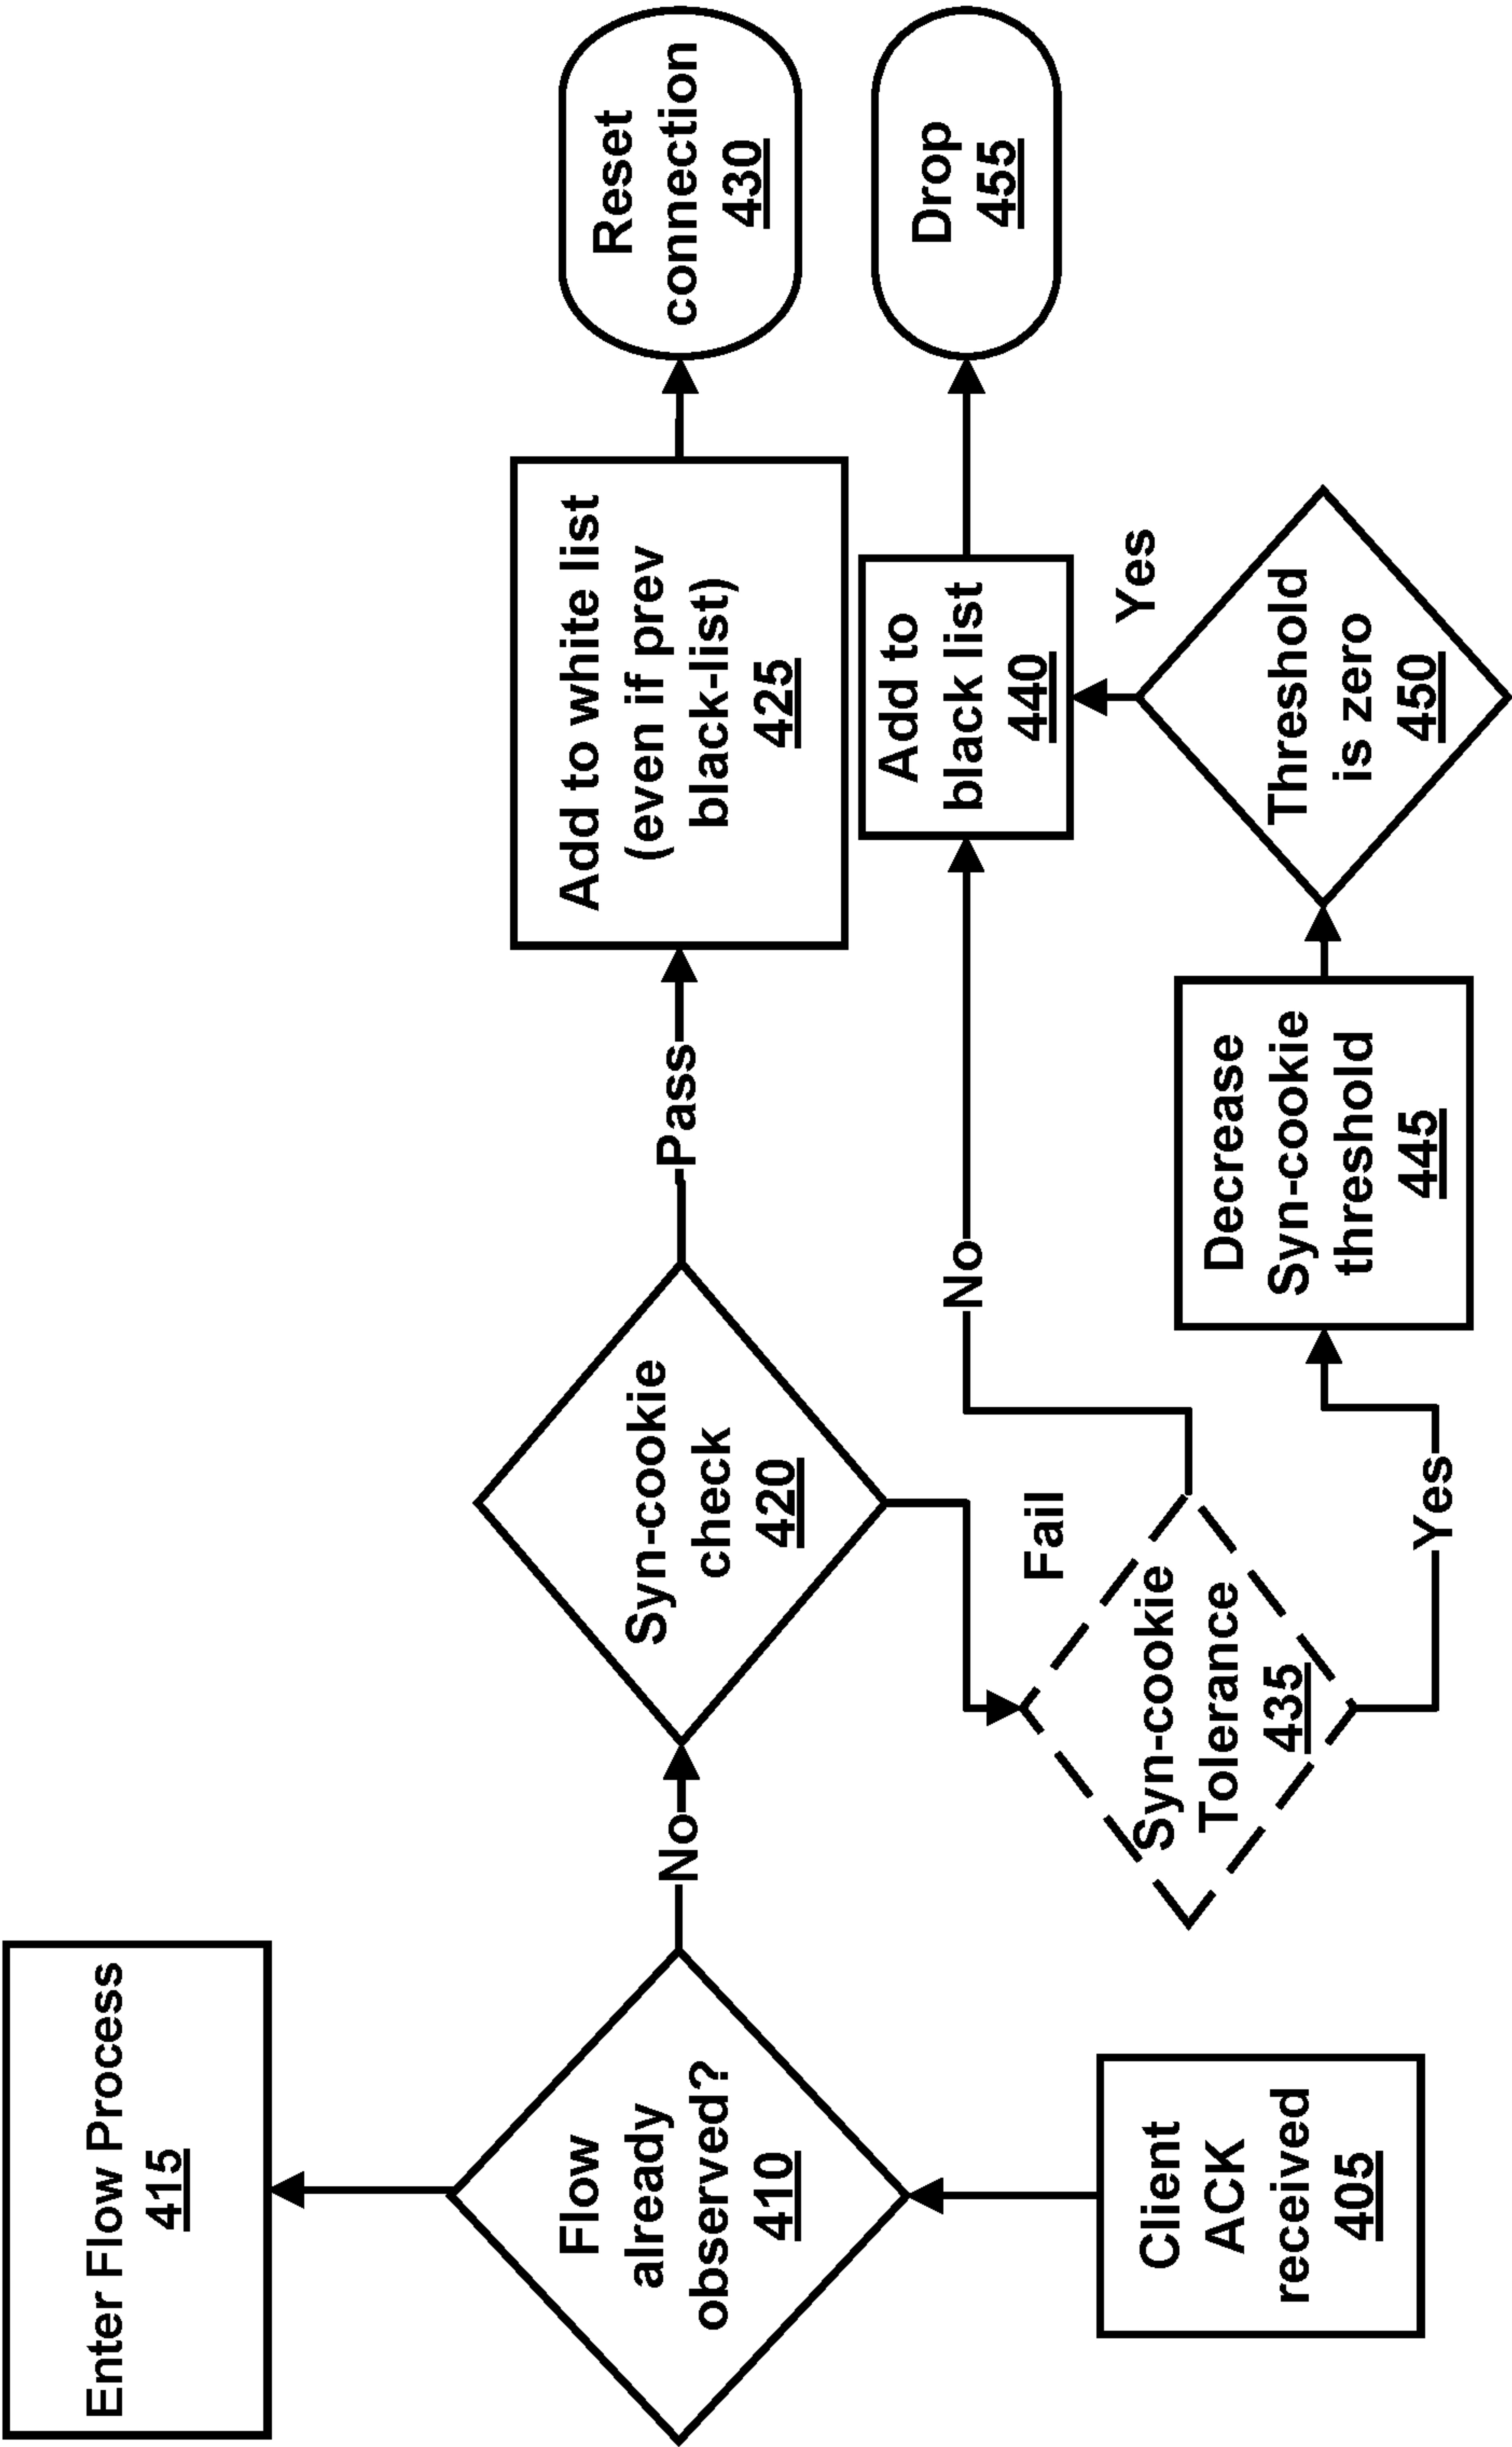 Enter Flow Process
415
Flow
already
observed?
410
Client
ACK
received
405
No
Syn-cookie
check
420
Pass
Add to white list
(even if prev
black-list)
425
Reset
connection
430
Fail
Syn-cookie
Tolerance
435
No
Add to
black list
440
Drop
455
Yes
Decrease
Syn-cookie
threshold
445
Threshold
is zero
450
Yes